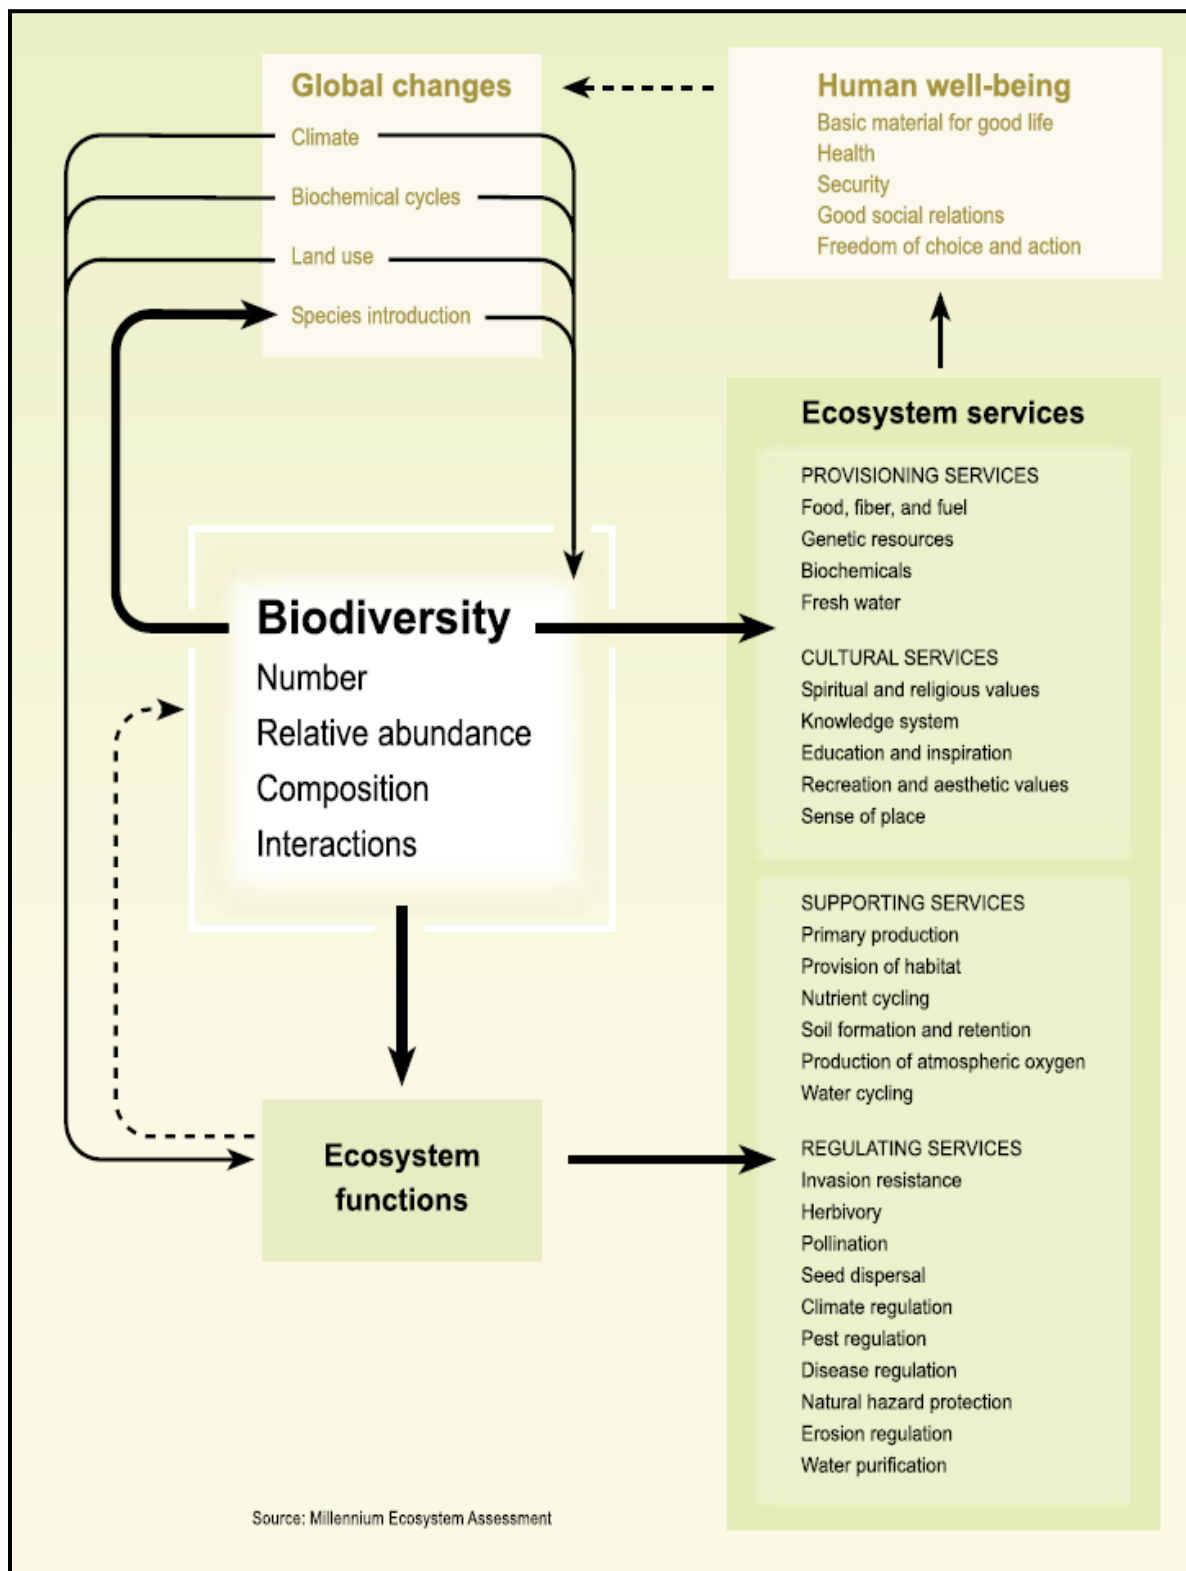 Global changes
Climate
Biochemical cycles
Land use
Species introduction
Human well-being
Basic material for good life
Health
Security
Good social relations
Freedom of choice and action
Biodiversity
Number
Relative abundance
Composition
Interactions
Ecosystem
functions
Ecosystem services
PROVISIONING SERVICES
Food, fiber, and fuel
Genetic resources
Biochemicals
Fresh water
CULTURAL SERVICES
Spiritual and religious values
Knowledge system
Education and inspiration
Recreation and aesthetic values
Sense of place
SUPPORTING SERVICES
Primary production
Provision of habitat
Nutrient cycling
Soil formation and retention
Production of atmospheric oxygen
Water cycling
REGULATING SERVICES
Invasion resistance
Herbivory
Pollination
Seed dispersal
Climate regulation
Pest regulation
Disease regulation
Natural hazard protection
Erosion regulation
Water purification
Source: Millennium Ecosystem Assessment